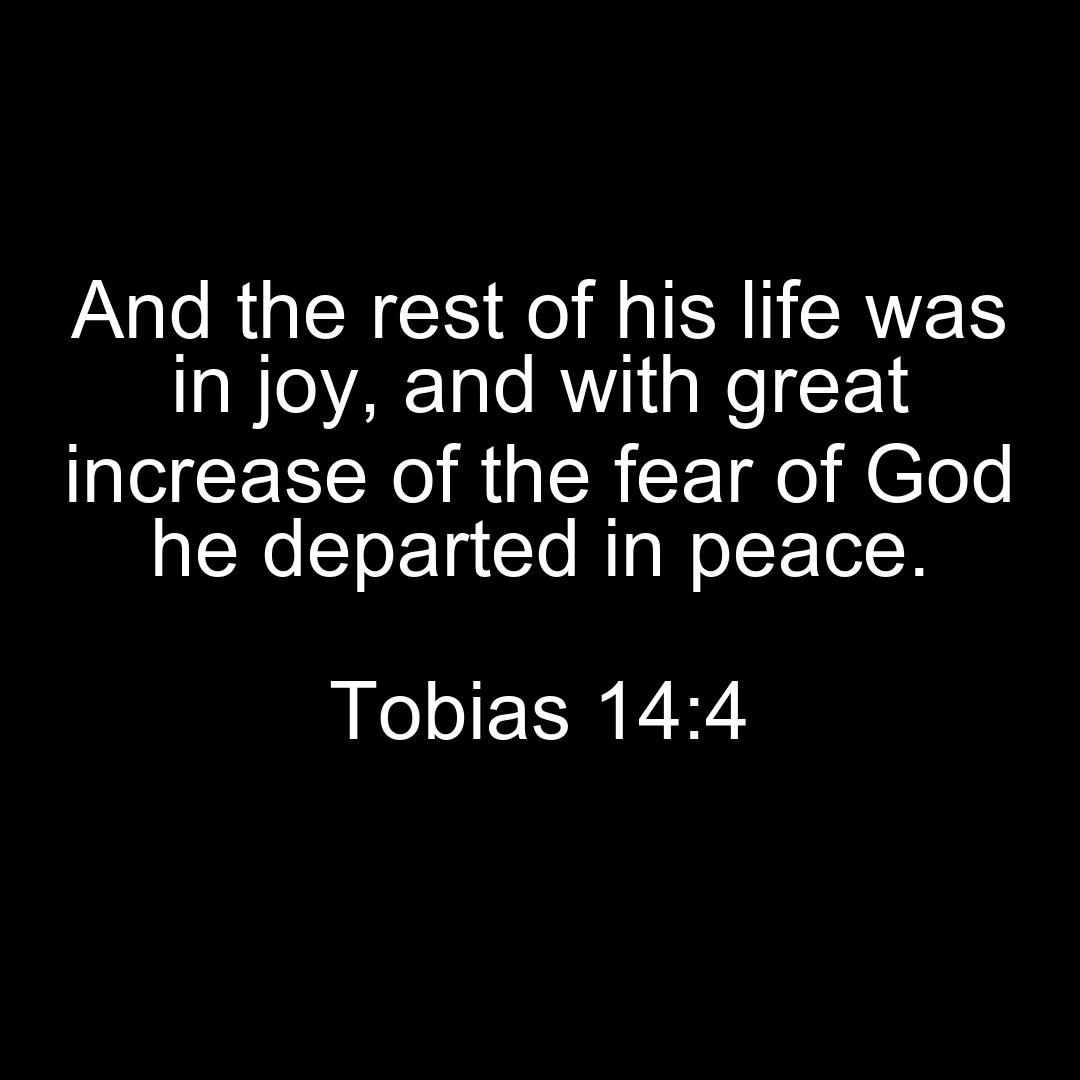 And the rest of his life was
in joy, and with great
increase of the fear of God
he departed in peace.
Tobias 14:4